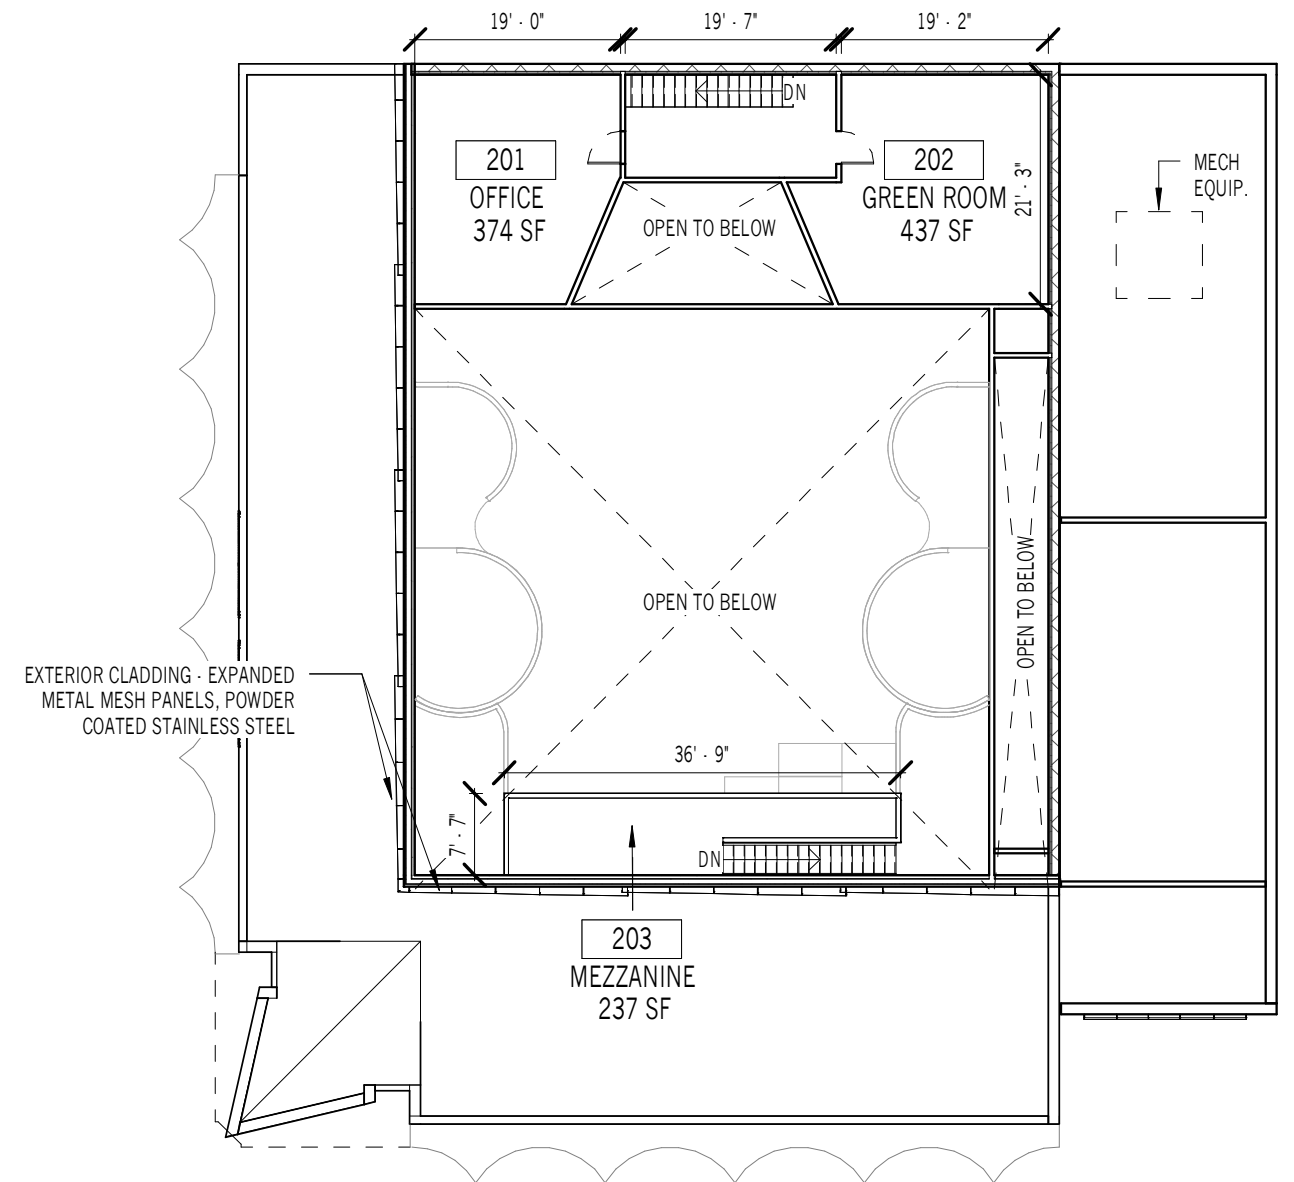 19' - 0"
19' - 7"
19' - 2"
DN
201
OFFICE
374 SF
202
GREEN ROOM
437 SF
21' - 3"
MECH
EQUIP.
OPEN TO BELOW
OPEN TO BELOW
OPEN TO BELOW
EXTERIOR CLADDING - EXPANDED
METAL MESH PANELS, POWDER
COATED STAINLESS STEEL
36' - 9"
7' - 7"
DN
203
MEZZANINE
237 SF